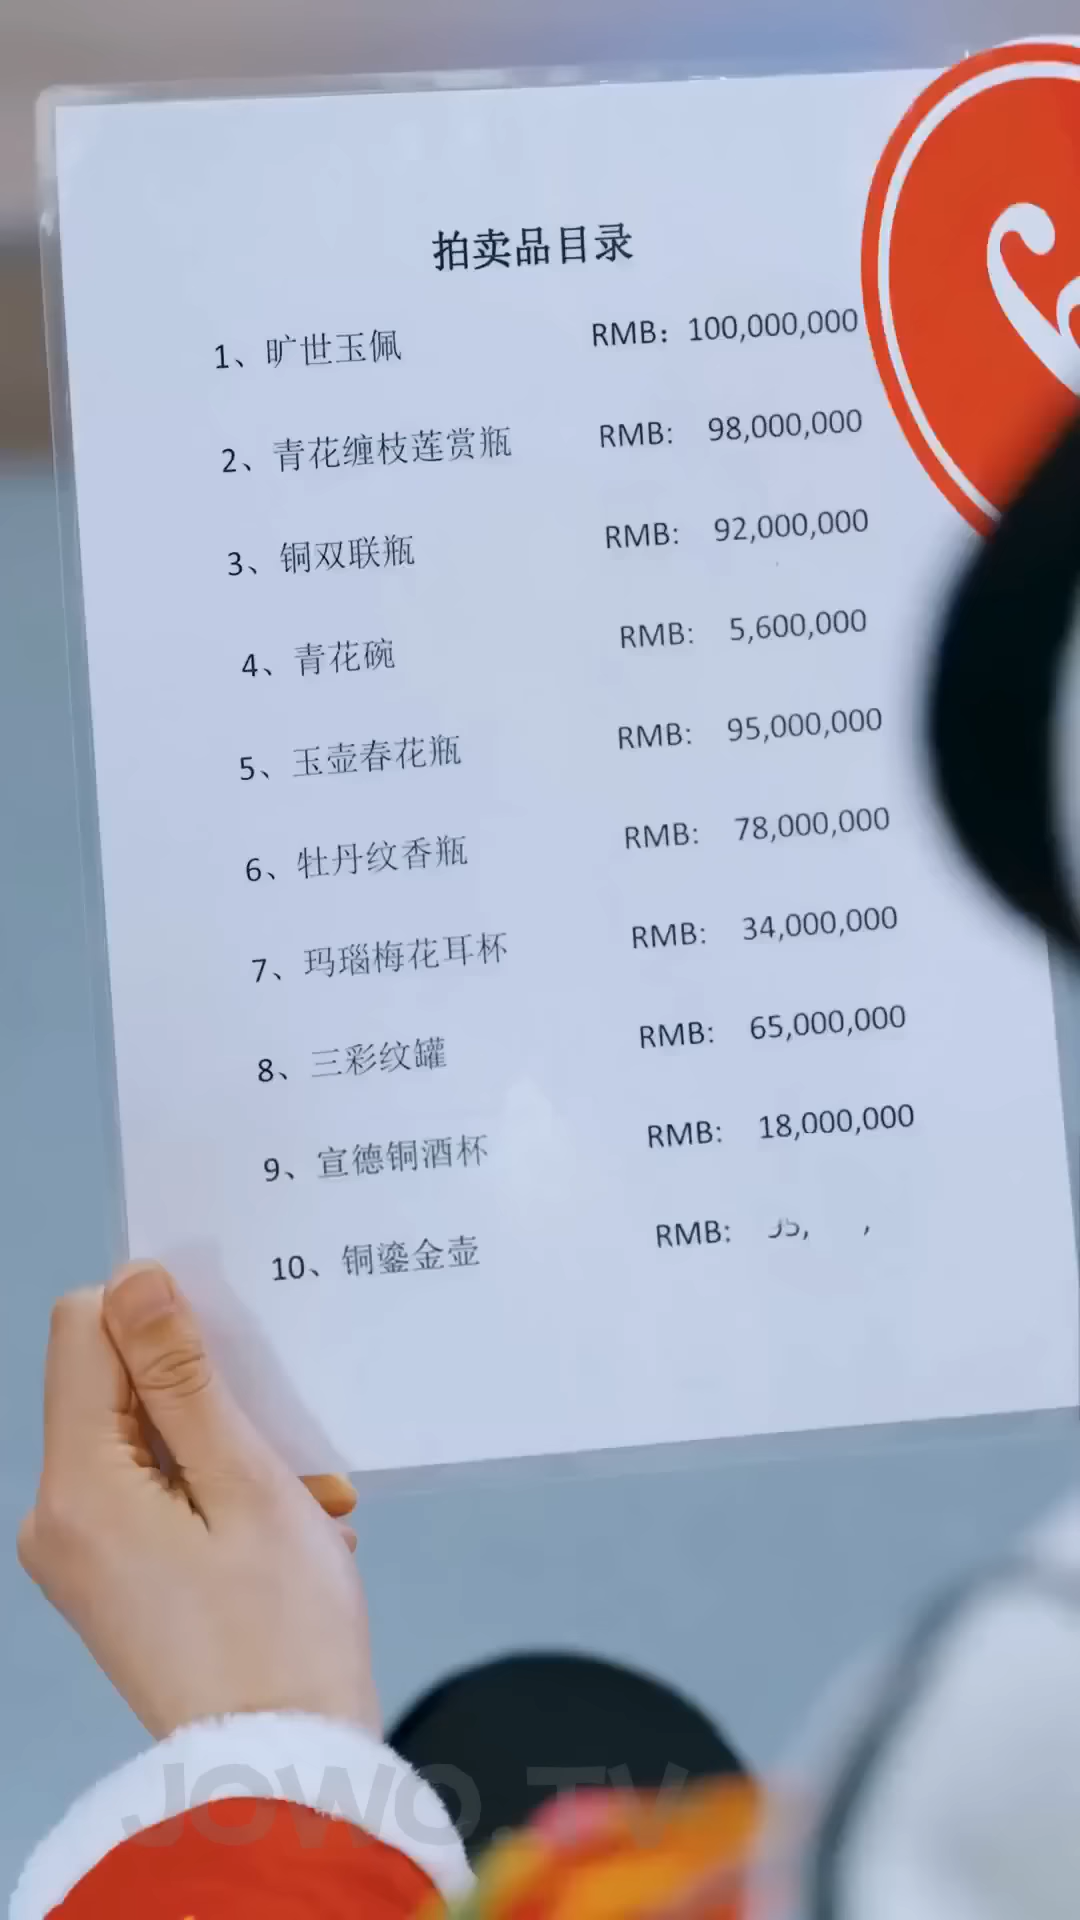 拍卖品目录
1、旷世玉佩 RMB：100,000,000
2、青花缠枝莲赏瓶 RMB: 98,000,000
3、铜双联瓶 RMB: 92,000,000
4、青花碗 RMB: 5,600,000
5、玉壶春花瓶 RMB: 95,000,000
6、牡丹纹香瓶 RMB: 78,000,000
7、玛瑙梅花耳杯 RMB: 34,000,000
8、三彩纹罐 RMB: 65,000,000
9、宣德铜酒杯 RMB: 18,000,000
10、铜鎏金壶 RMB:
JOWO.TV